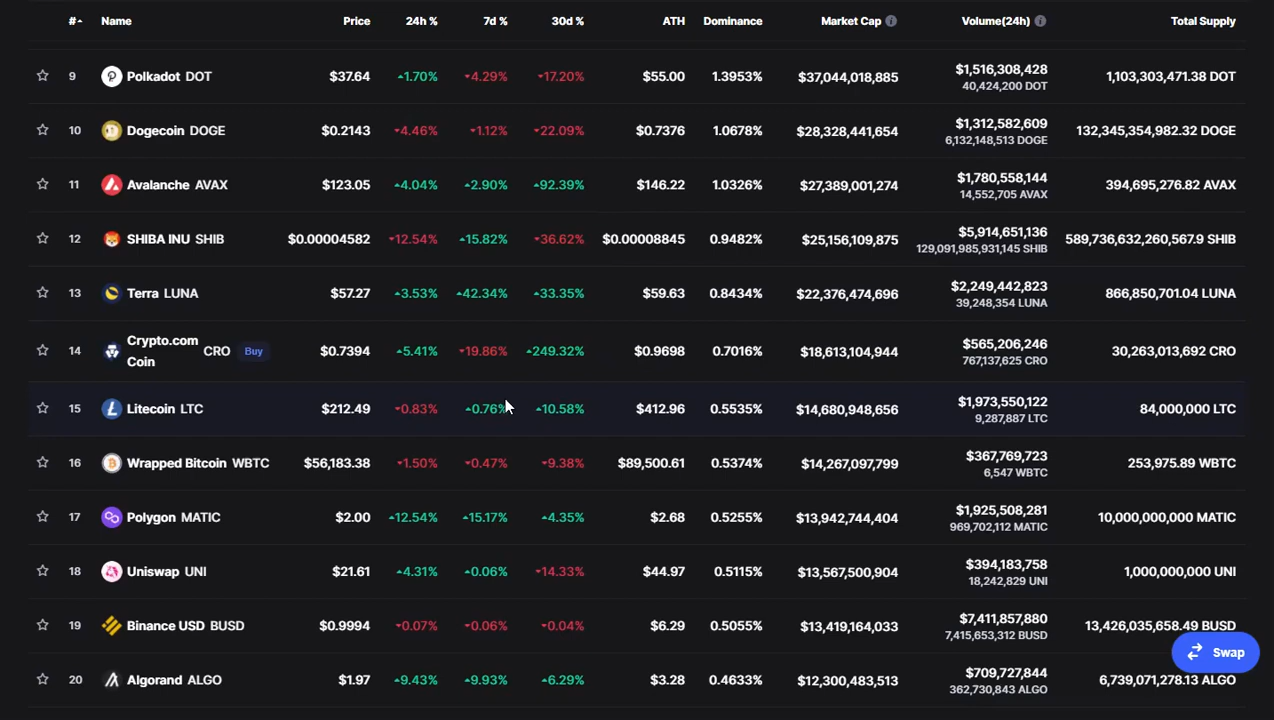 # Name Price 24h % 7d % 30d % ATH Dominance Market Cap Volume(24h) Total Supply
9 Polkadot DOT $37.64 1.70% 4.29% 17.20% $55.00 1.3953% $37,044,018,885 $1,516,308,428 1,103,303,471.38 DOT
40,424,200 DOT
10 Dogecoin DOGE $0.2143 4.46% 1.12% 22.09% $0.7376 1.0678% $28,328,441,654 $1,312,582,609 132,345,354,982.32 DOGE
6,132,148,513 DOGE
11 Avalanche AVAX $123.05 4.04% 2.90% 92.39% $146.22 1.0326% $27,389,001,274 $1,780,558,144 394,695,276.82 AVAX
14,552,705 AVAX
12 SHIBA INU SHIB $0.00004582 12.54% 15.82% 36.62% $0.00008845 0.9482% $25,156,109,875 $5,914,651,136 589,736,632,260,567.9 SHIB
129,091,985,931,145 SHIB
13 Terra LUNA $57.27 3.53% 42.34% 33.35% $59.63 0.8434% $22,376,474,696 $2,249,442,823 866,850,701.04 LUNA
39,248,354 LUNA
14 Crypto.com Coin CRO Buy $0.7394 5.41% 19.86% 249.32% $0.9698 0.7016% $18,613,104,944 $565,206,246 30,263,013,692 CRO
767,137,625 CRO
15 Litecoin LTC $212.49 0.83% 0.76% 10.58% $412.96 0.5535% $14,680,948,656 $1,973,550,122 84,000,000 LTC
9,287,887 LTC
16 Wrapped Bitcoin WBTC $56,183.38 1.50% 0.47% 9.38% $89,500.61 0.5374% $14,267,097,799 $367,769,723 253,975.89 WBTC
6,547 WBTC
17 Polygon MATIC $2.00 12.54% 15.17% 4.35% $2.68 0.5255% $13,942,744,404 $1,925,508,281 10,000,000,000 MATIC
969,702,112 MATIC
18 Uniswap UNI $21.61 4.31% 0.06% 14.33% $44.97 0.5115% $13,567,500,904 $394,183,758 1,000,000,000 UNI
18,242,829 UNI
19 Binance USD BUSD $0.9994 0.07% 0.06% 0.04% $6.29 0.5055% $13,419,164,033 $7,411,857,880 13,426,035,658.49 BUSD
7,415,653,312 BUSD
Swap
20 Algorand ALGO $1.97 9.43% 9.93% 6.29% $3.28 0.4633% $12,300,483,513 $709,727,844 6,739,071,278.13 ALGO
362,730,843 ALGO